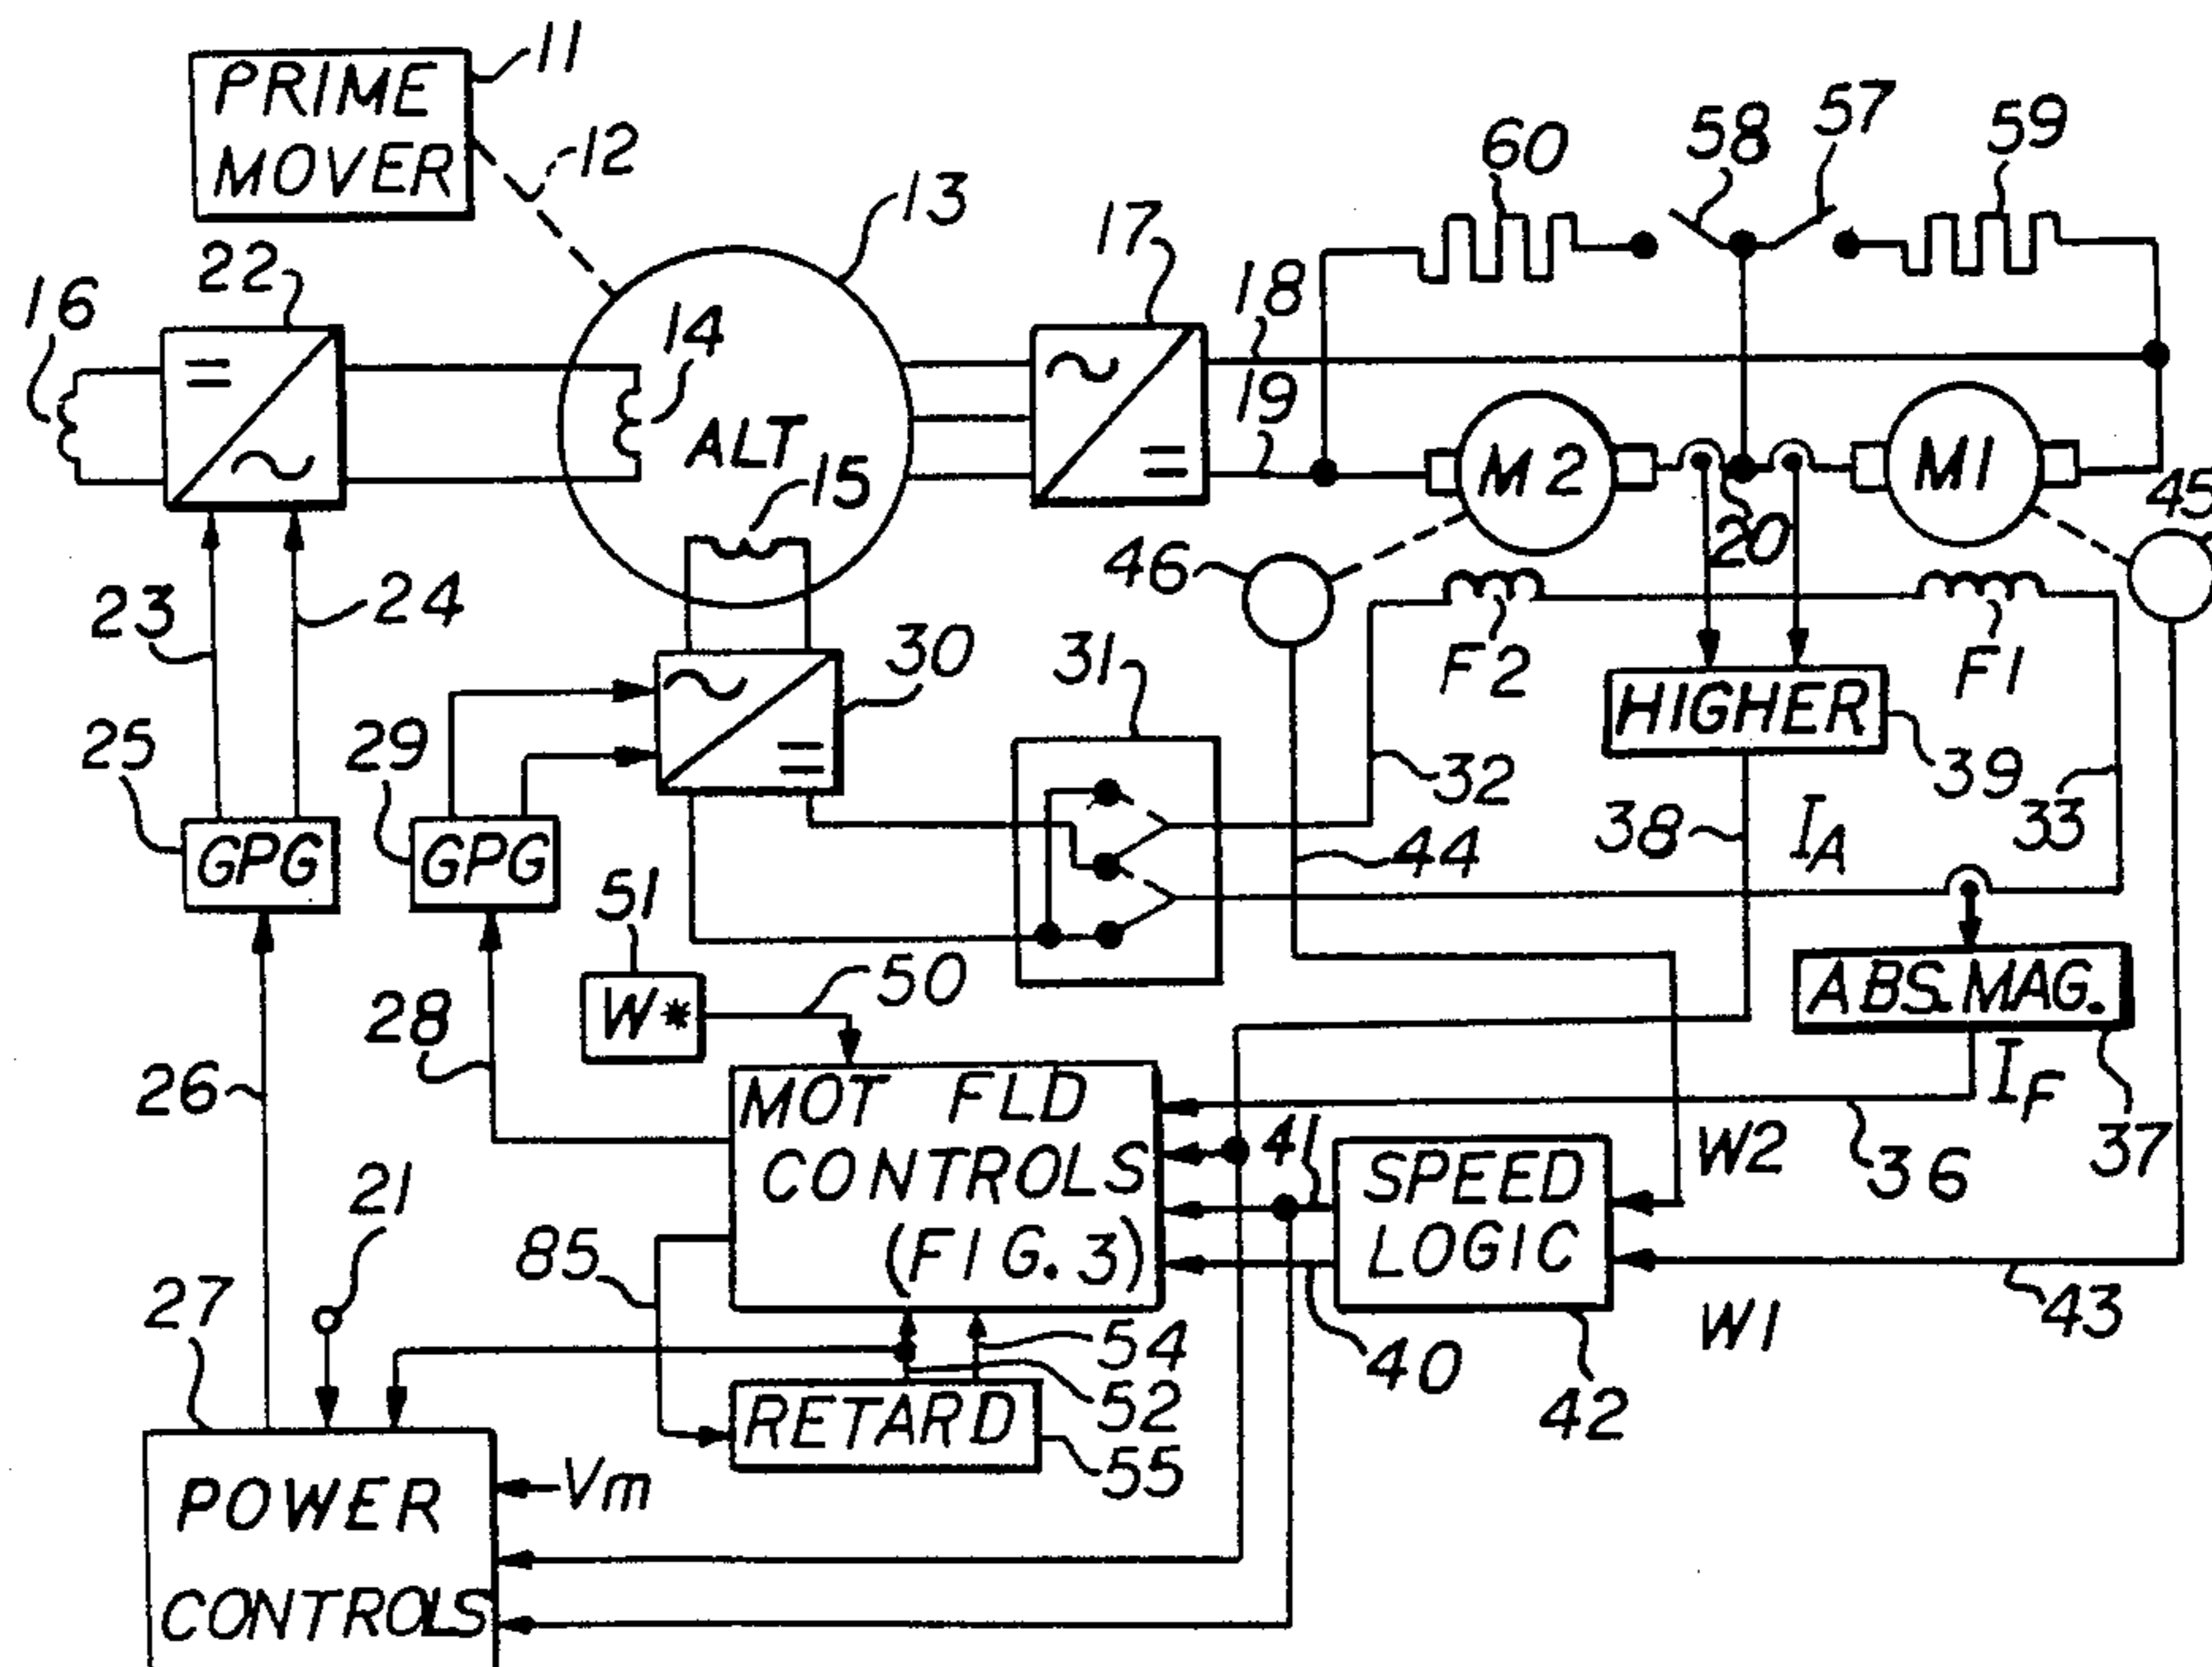 PRIME
MOVER
11
12
13
60
58
57
59
17
22
16
14
18
19
ALT
15
M2
M1
45
20
46
23
24
30
31
F2
F1
HIGHER
25
29
32
39
38
IA
33
GPG
GPG
44
51
W*
50
28
ABS. MAG.
26
IF
37
MOT FLD
CONTROLS
(FIG. 3)
41
SPEED
LOGIC
W2
36
21
85
27
43
W1
54
40
52
42
RETARD
55
POWER
CONTROLS
Vm